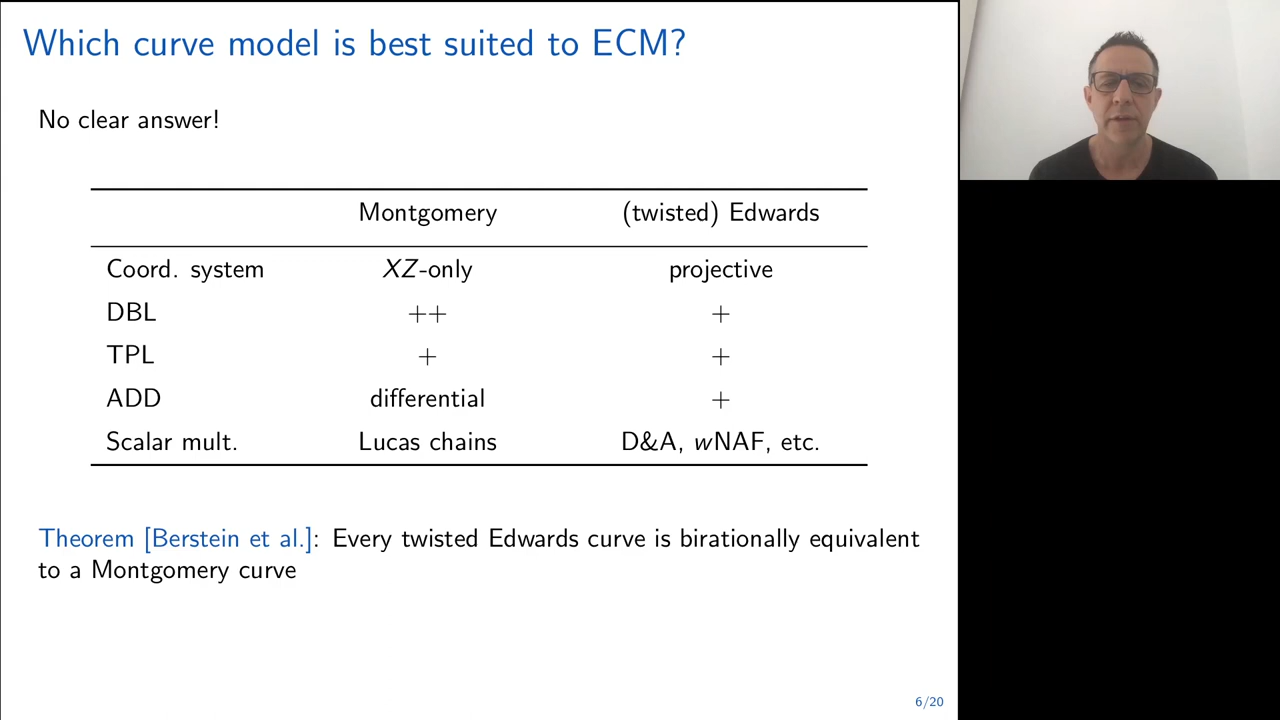 Which curve model is best suited to ECM?
No clear answer!
Montgomery (twisted) Edwards
Coord. system XZ-only projective
DBL ++ +
TPL + +
ADD differential +
Scalar mult. Lucas chains D&A, wNAF, etc.
Theorem [Berstein et al.]: Every twisted Edwards curve is birationally equivalent
to a Montgomery curve
6/20